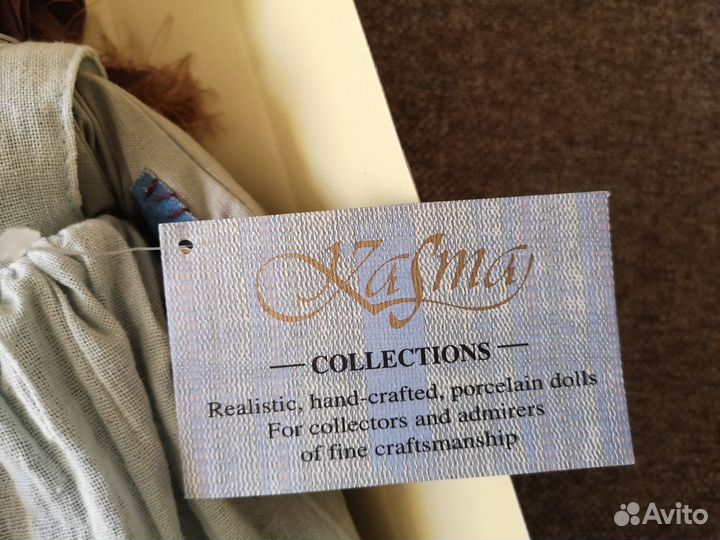 Kasma
— COLLECTIONS —
Realistic, hand-crafted, porcelain dolls
For collectors and admirers
of fine craftsmanship
Avito